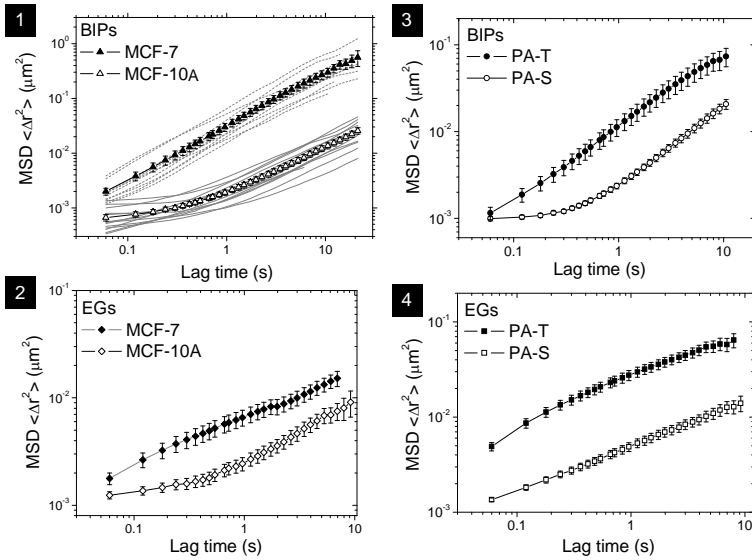 1
BIPs
MCF-7
MCF-10A
MSD <Δr²> (μm²)
10⁰
10⁻¹
10⁻²
10⁻³
10⁻⁴
0.1 1 10
Lag time (s)
2
EGs
MCF-7
MCF-10A
MSD <Δr²> (μm²)
10⁻¹
10⁻²
10⁻³
0.1 1 10
Lag time (s)
3
BIPs
PA-T
PA-S
MSD <Δr²> (μm²)
10⁻¹
10⁻²
10⁻³
0.1 1 10
Lag time (s)
4
EGs
PA-T
PA-S
MSD <Δr²> (μm²)
10⁻¹
10⁻²
10⁻³
0.1 1 10
Lag time (s)